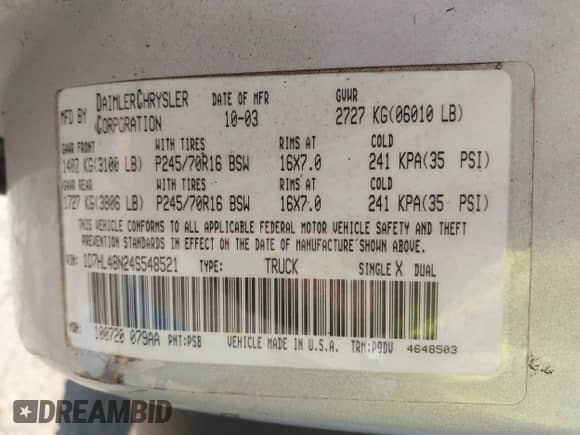 MFD BY DAIMLERCHRYSLER CORPORATION DATE OF MFR 10-03 GVWR 2727 KG(06010 LB)
GAWR FRONT WITH TIRES RIMS AT COLD
1402 KG(3100 LB) P245/70R16 BSW 16X7.0 241 KPA(35 PSI)
GAWR REAR WITH TIRES RIMS AT COLD
1727 KG(3806 LB) P245/70R16 BSW 16X7.0 241 KPA(35 PSI)
THIS VEHICLE CONFORMS TO ALL APPLICABLE FEDERAL MOTOR VEHICLE SAFETY AND THEFT
PREVENTION STANDARDS IN EFFECT ON THE DATE OF MANUFACTURE SHOWN ABOVE.
VIN: 1D7HL48N24S548521 TYPE: TRUCK SINGLE X DUAL
MDH: 100720 079AA PNT: PSB VEHICLE MADE IN U.S.A. TRM: P9DV 4648503
DREAMBID